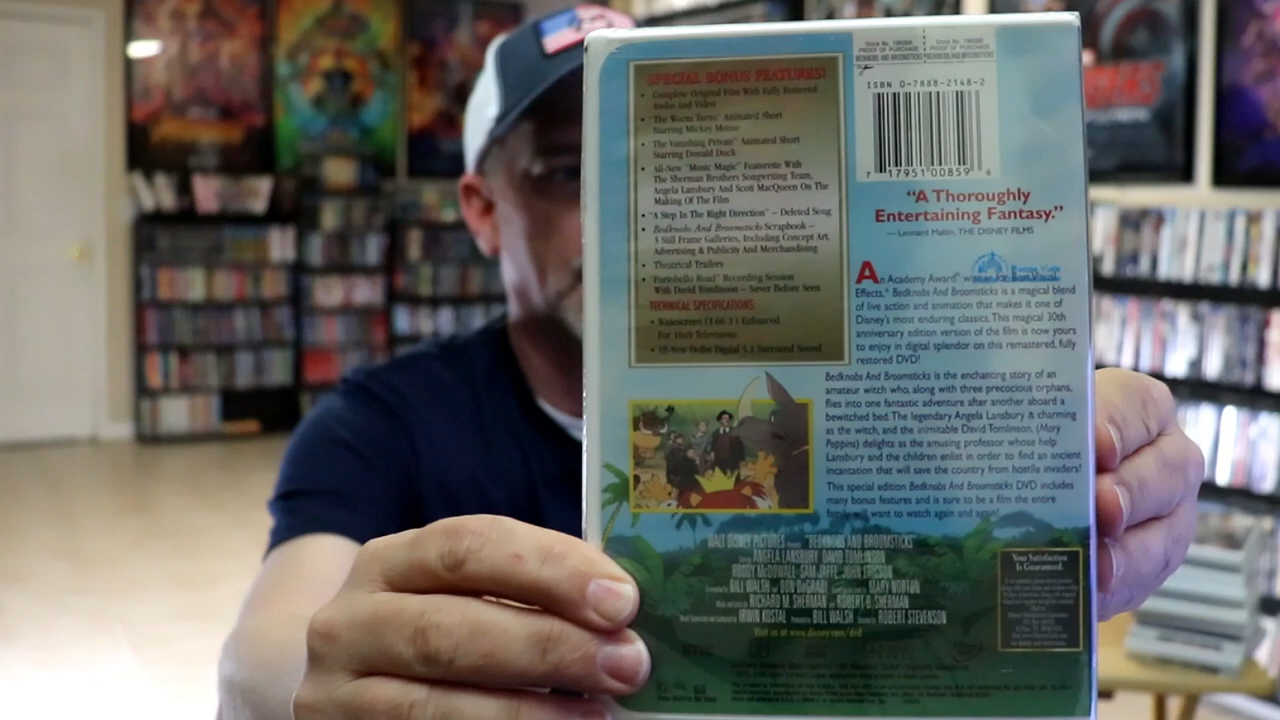 SPECIAL BONUS FEATURES!
• Complete Original Film With Fully Restored
Audio And Video
• "The Worm Turns" Animated Short
Starring Mickey Mouse
• The Vanishing Private" Animated Short
Starring Donald Duck
• All-New "Music Magic" Featurette With
The Sherman Brothers Songwriting Team,
Angela Lansbury And Scott MacQueen On The
Making Of The Film
• "A Step In The Right Direction" – Deleted Song
• Bedknobs And Broomsticks Scrapbook –
3 Still Frame Galleries, Including Concept Art,
Advertising & Publicity And Merchandising
• Theatrical Trailers
• "Portobello Road" Recording Session
With David Tomlinson – Never Before Seen
TECHNICAL SPECIFICATIONS:
• Widescreen (1.66:1) Enhanced
For 16x9 Televisions
• All-New Dolby Digital 5.1 Surround Sound
PROOF OF PURCHASE
BEDKNOBS AND BROOMSTICKS
PROOF OF PURCHASE
BEDKNOBS AND BROOMSTICKS
ISBN 0-7888-2148-2
7 17951 00859 6
"A Thoroughly
Entertaining Fantasy."
— Leonard Maltin, THE DISNEY FILMS
An Academy Award® winner for Best Visual
Effects,* Bedknobs And Broomsticks is a magical blend
of live action and animation that makes it one of
Disney's most enduring classics. This magical 30th
anniversary edition version of the film is now yours
to enjoy in digital splendor on this remastered, fully
restored DVD!
Bedknobs And Broomsticks is the enchanting story of an
amateur witch who, along with three precocious orphans,
flies into one fantastic adventure after another aboard a
bewitched bed. The legendary Angela Lansbury is charming
as the witch, and the inimitable David Tomlinson, (Mary
Poppins) delights as the amusing professor whose help
Lansbury and the children enlist in order to find an ancient
incantation that will save the country from hostile invaders!
This special edition Bedknobs And Broomsticks DVD includes
many bonus features and is sure to be a film the entire
family will want to watch again and again!
WALT DISNEY PICTURES "BEDKNOBS AND BROOMSTICKS"
ANGELA LANSBURY DAVID TOMLINSON
RODDY McDOWALL SAM JAFFE JOHN ERICSON
BILL WALSH and DON DaGRADI MARY NORTON
RICHARD M. SHERMAN and ROBERT B. SHERMAN
IRWIN KOSTAL BILL WALSH ROBERT STEVENSON
Visit us at www.disney.com/dvd
Your Satisfaction
Is Guaranteed.